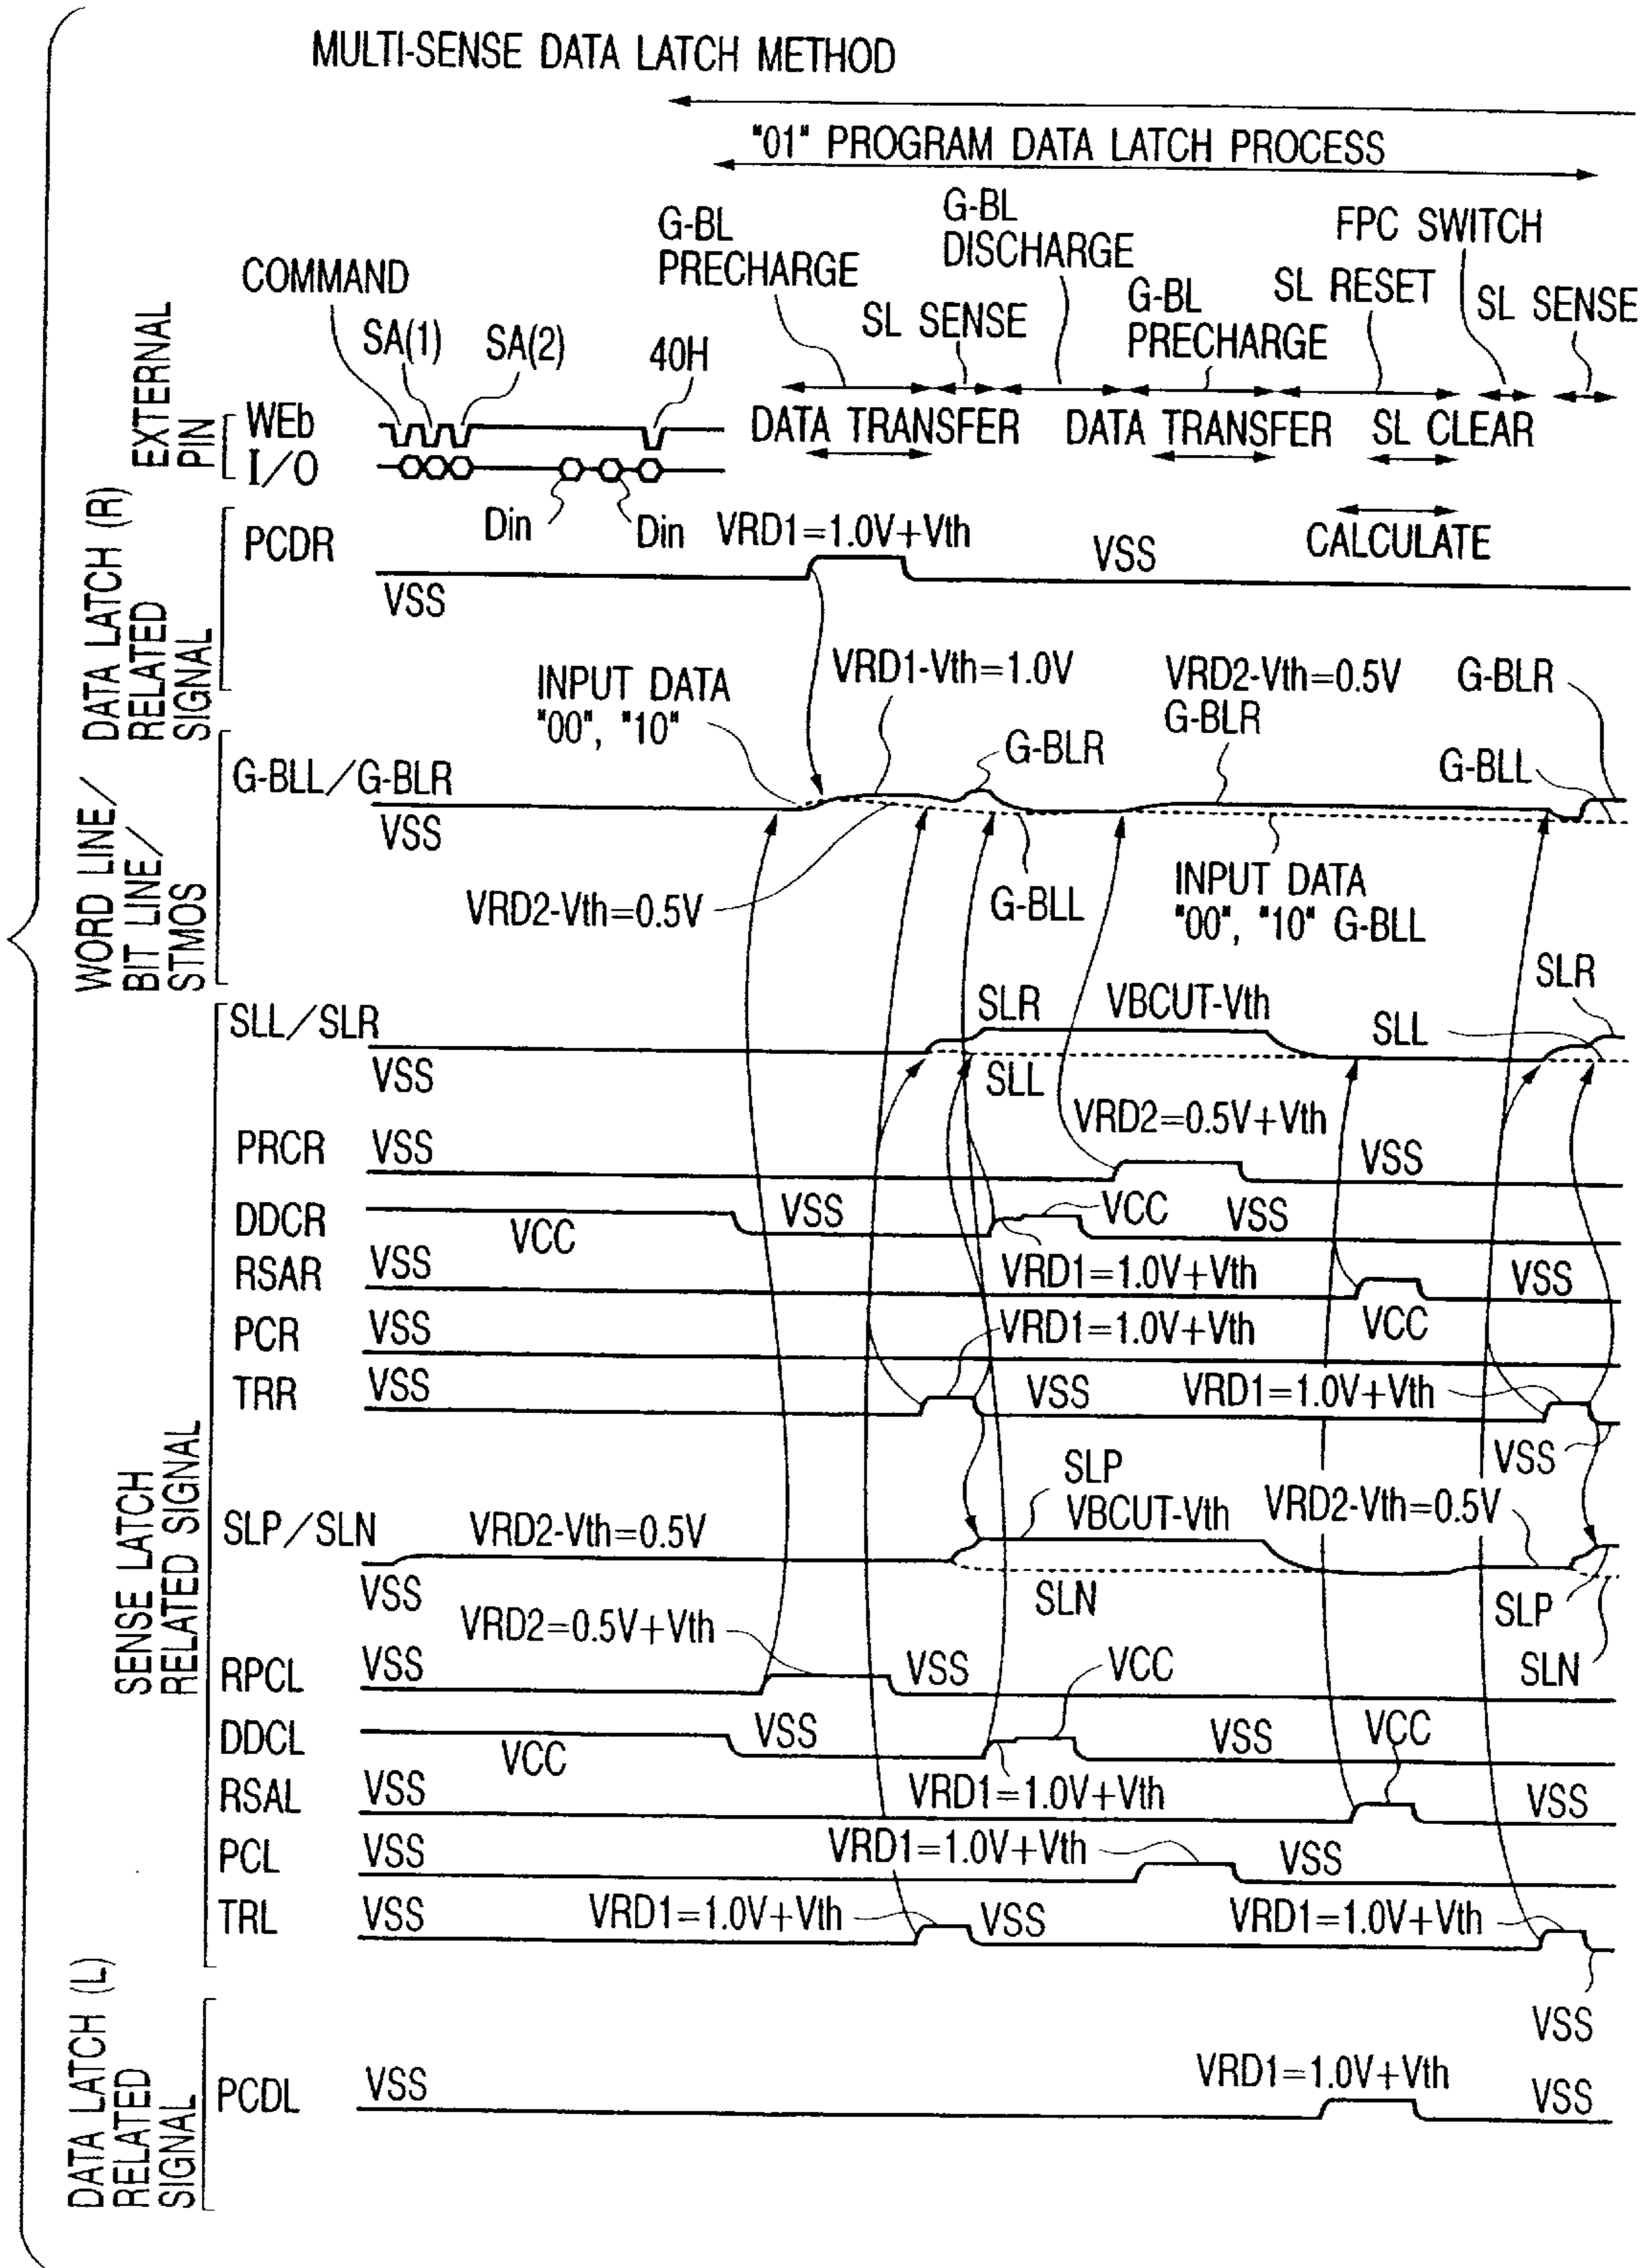 MULTI-SENSE DATA LATCH METHOD
"01" PROGRAM DATA LATCH PROCESS
G-BL
PRECHARGE
SL SENSE
G-BL
DISCHARGE
G-BL
PRECHARGE
SL RESET
FPC SWITCH
SL SENSE
COMMAND
SA(1)
SA(2)
40H
DATA TRANSFER
DATA TRANSFER
SL CLEAR
CALCULATE
EXTERNAL
PIN
WEb
I/O
Din
Din
DATA LATCH (R)
RELATED
SIGNAL
PCDR
VSS
VRD1=1.0V+Vth
VSS
WORD LINE/
BIT LINE/
STMOS
INPUT DATA
"00", "10"
VRD1-Vth=1.0V
VRD2-Vth=0.5V
G-BLR
G-BLR
G-BLR
G-BLL
G-BLL/G-BLR
VSS
VRD2-Vth=0.5V
G-BLL
INPUT DATA
"00", "10" G-BLL
SENSE LATCH
RELATED SIGNAL
SLL/SLR
VSS
SLR
VBCUT-Vth
SLL
SLL
SLR
PRCR
VSS
VRD2=0.5V+Vth
VSS
DDCR
VCC
VSS
VCC
VSS
VRD1=1.0V+Vth
RSAR
VSS
VCC
VSS
PCR
VSS
VRD1=1.0V+Vth
TRR
VSS
VSS
VRD1=1.0V+Vth
VSS
SLP/SLN
VSS
VRD2-Vth=0.5V
SLP
VBCUT-Vth
SLN
VRD2-Vth=0.5V
SLP
SLN
RPCL
VSS
VRD2=0.5V+Vth
VSS
DDCL
VCC
VSS
VCC
VSS
VRD1=1.0V+Vth
RSAL
VSS
VCC
VSS
PCL
VSS
VRD1=1.0V+Vth
VSS
TRL
VSS
VRD1=1.0V+Vth
VSS
VRD1=1.0V+Vth
VSS
DATA LATCH (L)
RELATED
SIGNAL
PCDL
VSS
VRD1=1.0V+Vth
VSS